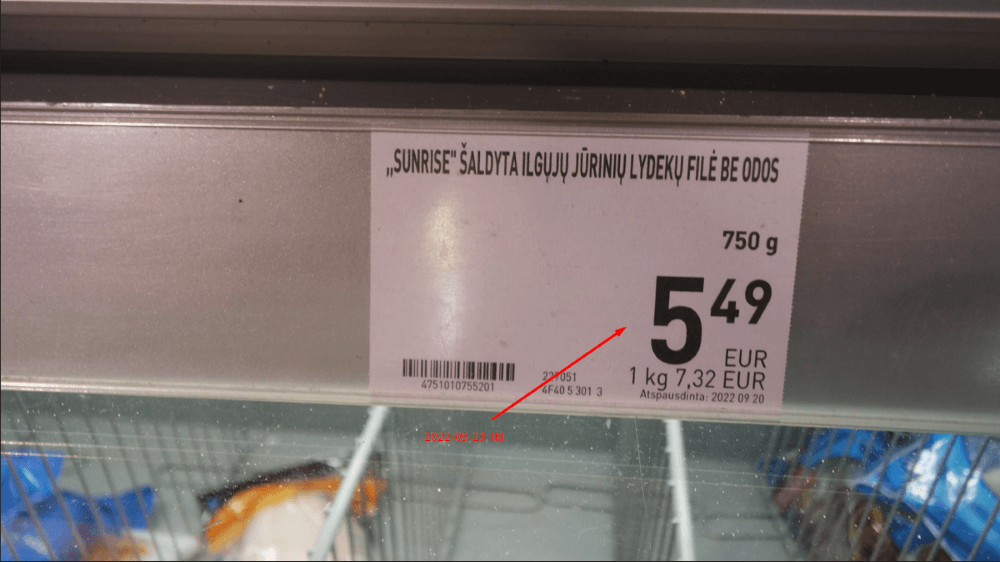 „SUNRISE" ŠALDYTA ILGŲJŲ JŪRINIŲ LYDEKŲ FILĖ BE ODOS
750 g
5 49
EUR
1 kg 7,32 EUR
Atspausdinta: 2022 09 20
4751010755201
227051
4F40 5 301 3